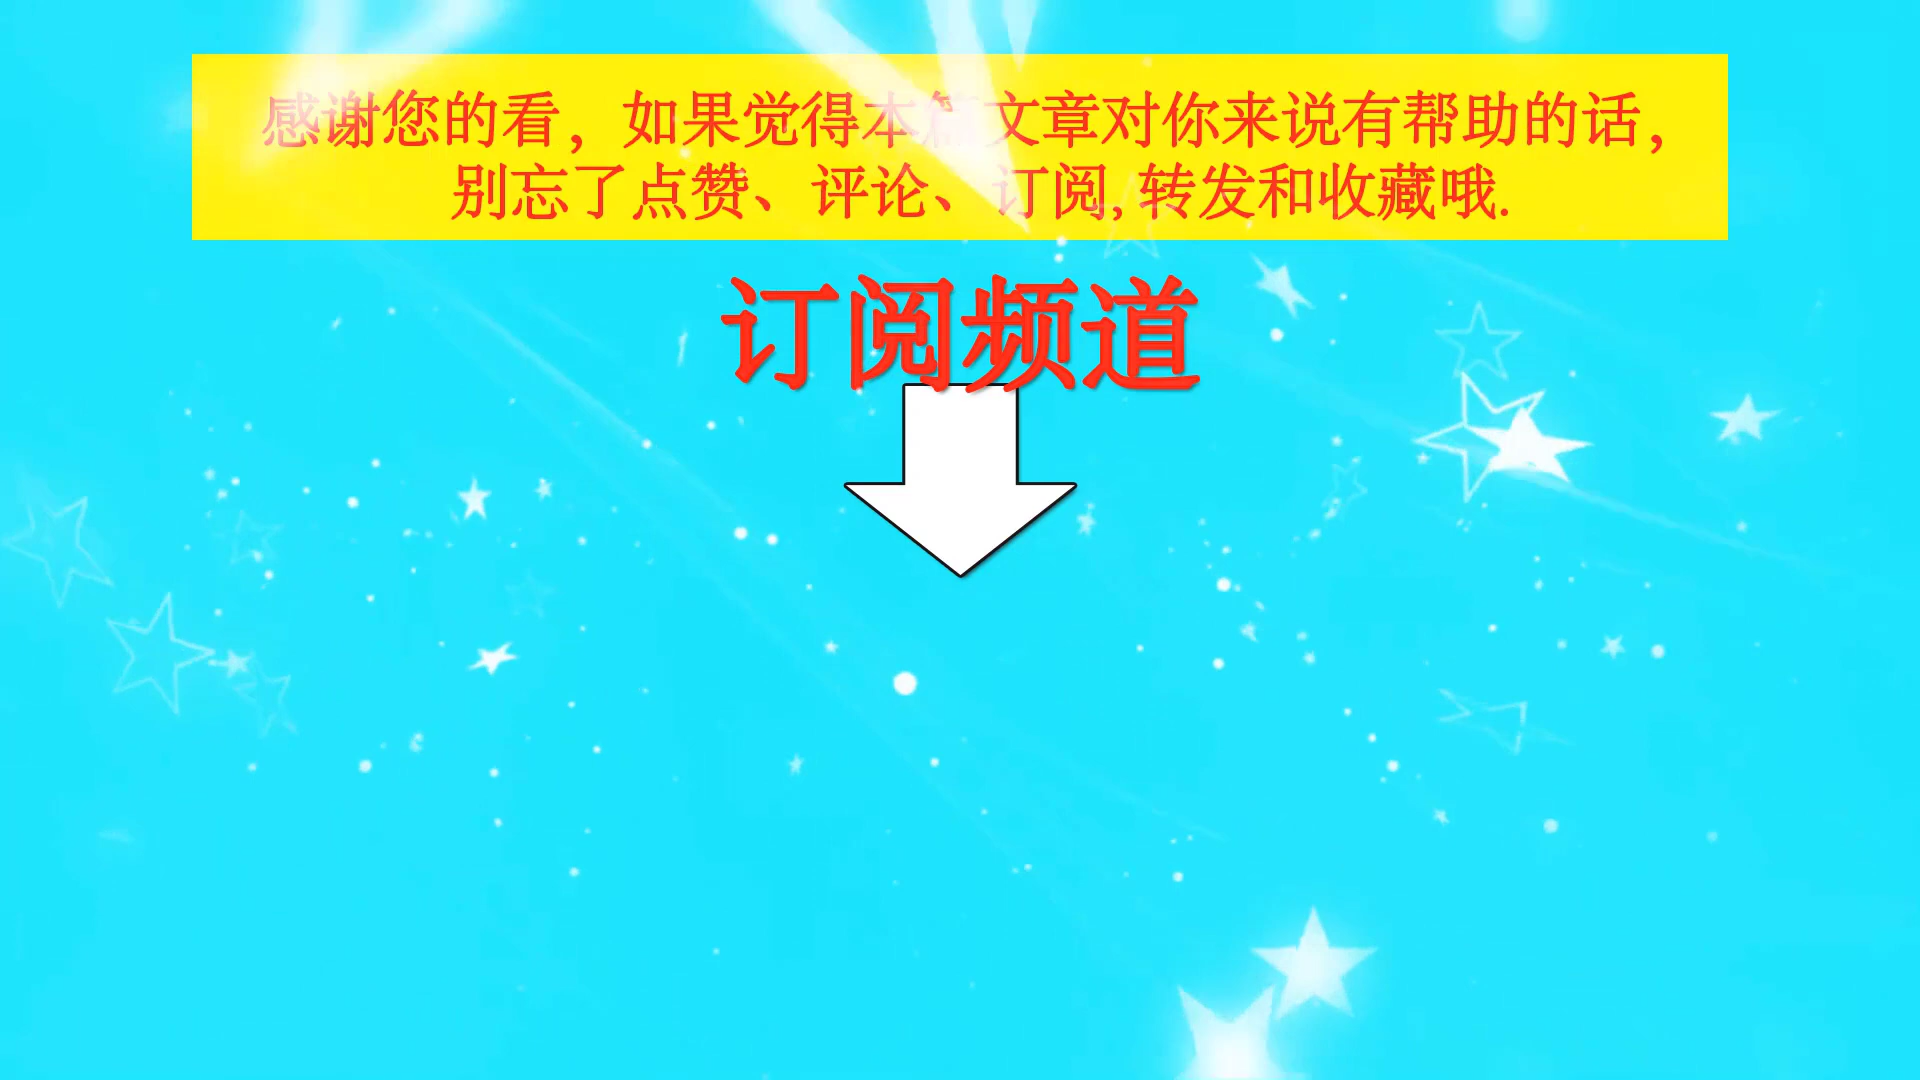 感谢您的看，如果觉得本篇文章对你来说有帮助的话，
别忘了点赞、评论、订阅,转发和收藏哦.
订阅频道